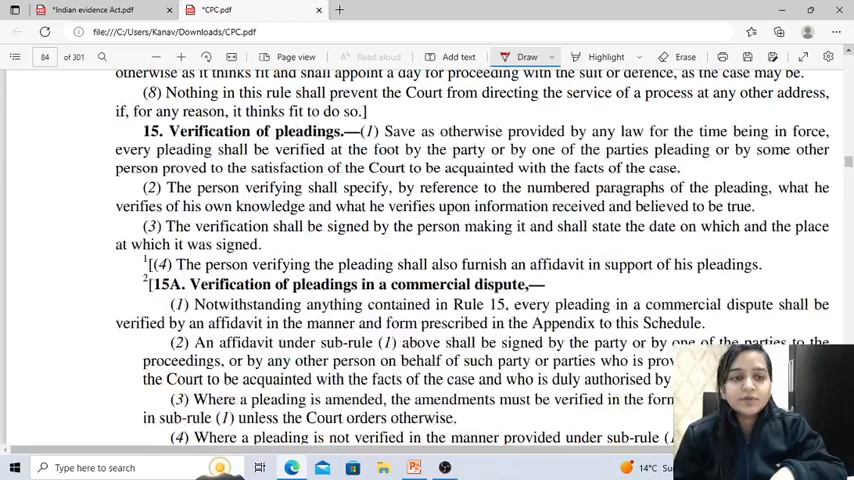 *Indian evidence Act.pdf
*CPC.pdf
file:///C:/Users/Kanav/Downloads/CPC.pdf
84 of 301
Page view
Read aloud
Add text
Draw
Highlight
Erase
otherwise as it thinks fit and shall appoint a day for proceeding with the suit or defence, as the case may be.
(8) Nothing in this rule shall prevent the Court from directing the service of a process at any other address,
if, for any reason, it thinks fit to do so.]
15. Verification of pleadings.—(1) Save as otherwise provided by any law for the time being in force,
every pleading shall be verified at the foot by the party or by one of the parties pleading or by some other
person proved to the satisfaction of the Court to be acquainted with the facts of the case.
(2) The person verifying shall specify, by reference to the numbered paragraphs of the pleading, what he
verifies of his own knowledge and what he verifies upon information received and believed to be true.
(3) The verification shall be signed by the person making it and shall state the date on which and the place
at which it was signed.
1[(4) The person verifying the pleading shall also furnish an affidavit in support of his pleadings.
2[15A. Verification of pleadings in a commercial dispute,—
(1) Notwithstanding anything contained in Rule 15, every pleading in a commercial dispute shall be
verified by an affidavit in the manner and form prescribed in the Appendix to this Schedule.
(2) An affidavit under sub-rule (1) above shall be signed by the party or by one of the parties to the
proceedings, or by any other person on behalf of such party or parties who is
the Court to be acquainted with the facts of the case and who is duly authorised by
(3) Where a pleading is amended, the amendments must be verified in the
in sub-rule (1) unless the Court orders otherwise.
(4) Where a pleading is not verified in the manner provided under sub-rule
Type here to search
14°C